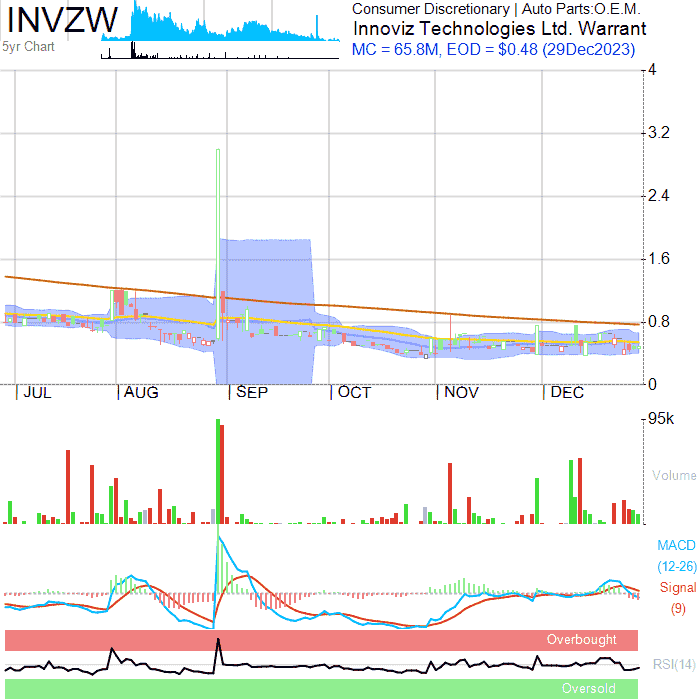 INVZW
5yr Chart
Consumer Discretionary | Auto Parts:O.E.M.
Innoviz Technologies Ltd. Warrant
MC = 65.8M, EOD = $0.48 (29Dec2023)
4
3.2
2.4
1.6
0.8
0
JUL AUG SEP OCT NOV DEC
95k
Volume
MACD
(12-26)
Signal
(9)
Overbought
RSI(14)
Oversold